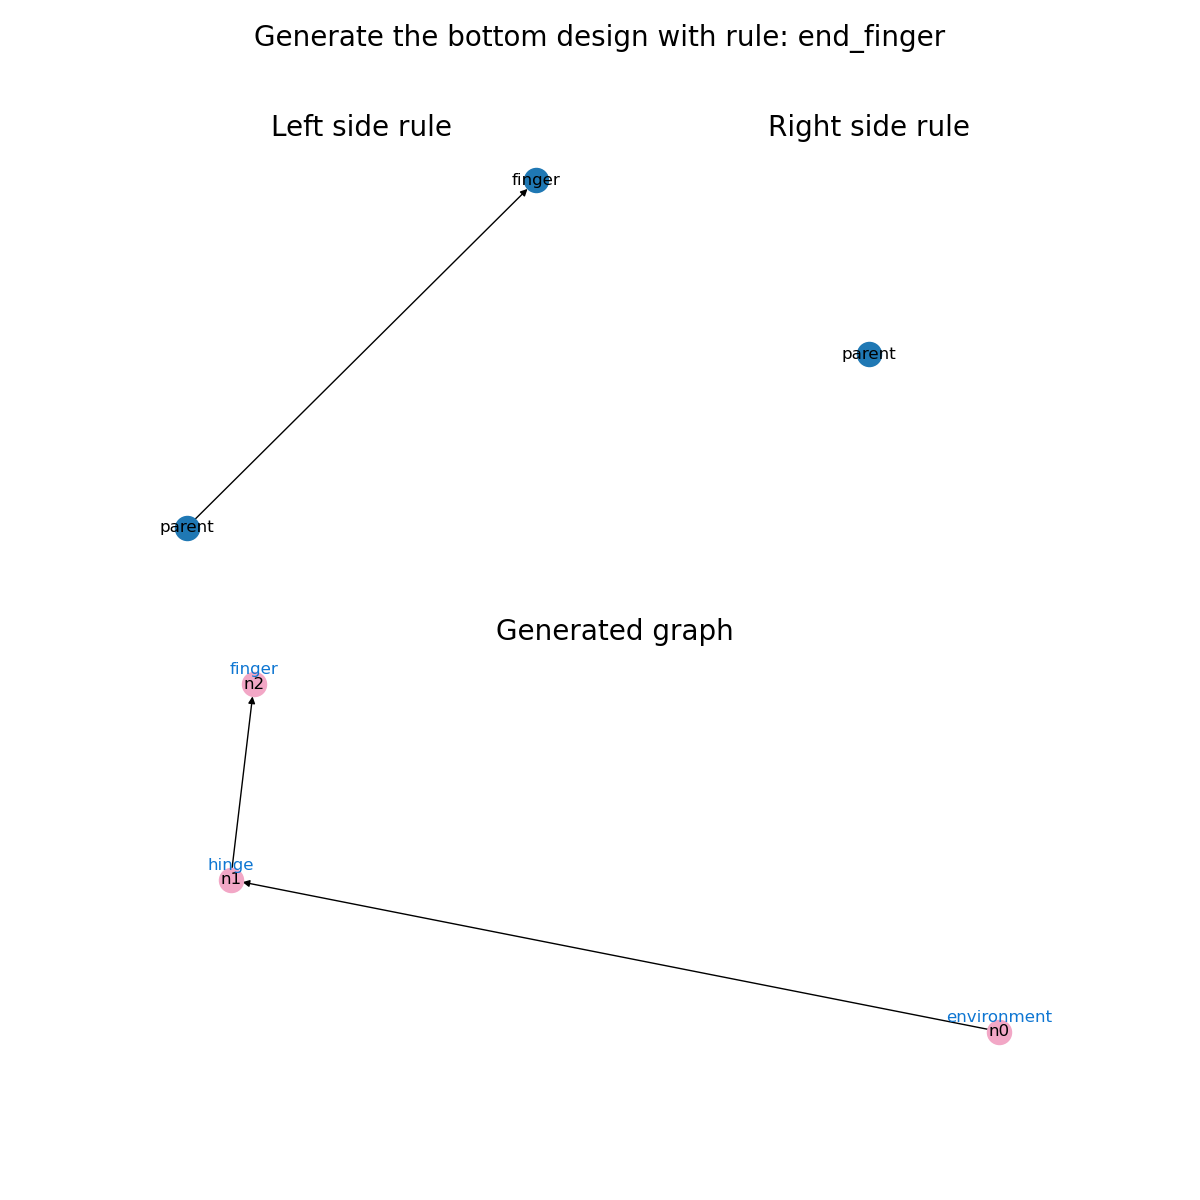 Generate the bottom design with rule: end_finger
Left side rule
Right side rule
finger
parent
parent
Generated graph
finger
n2
hinge
n1
environment
n0